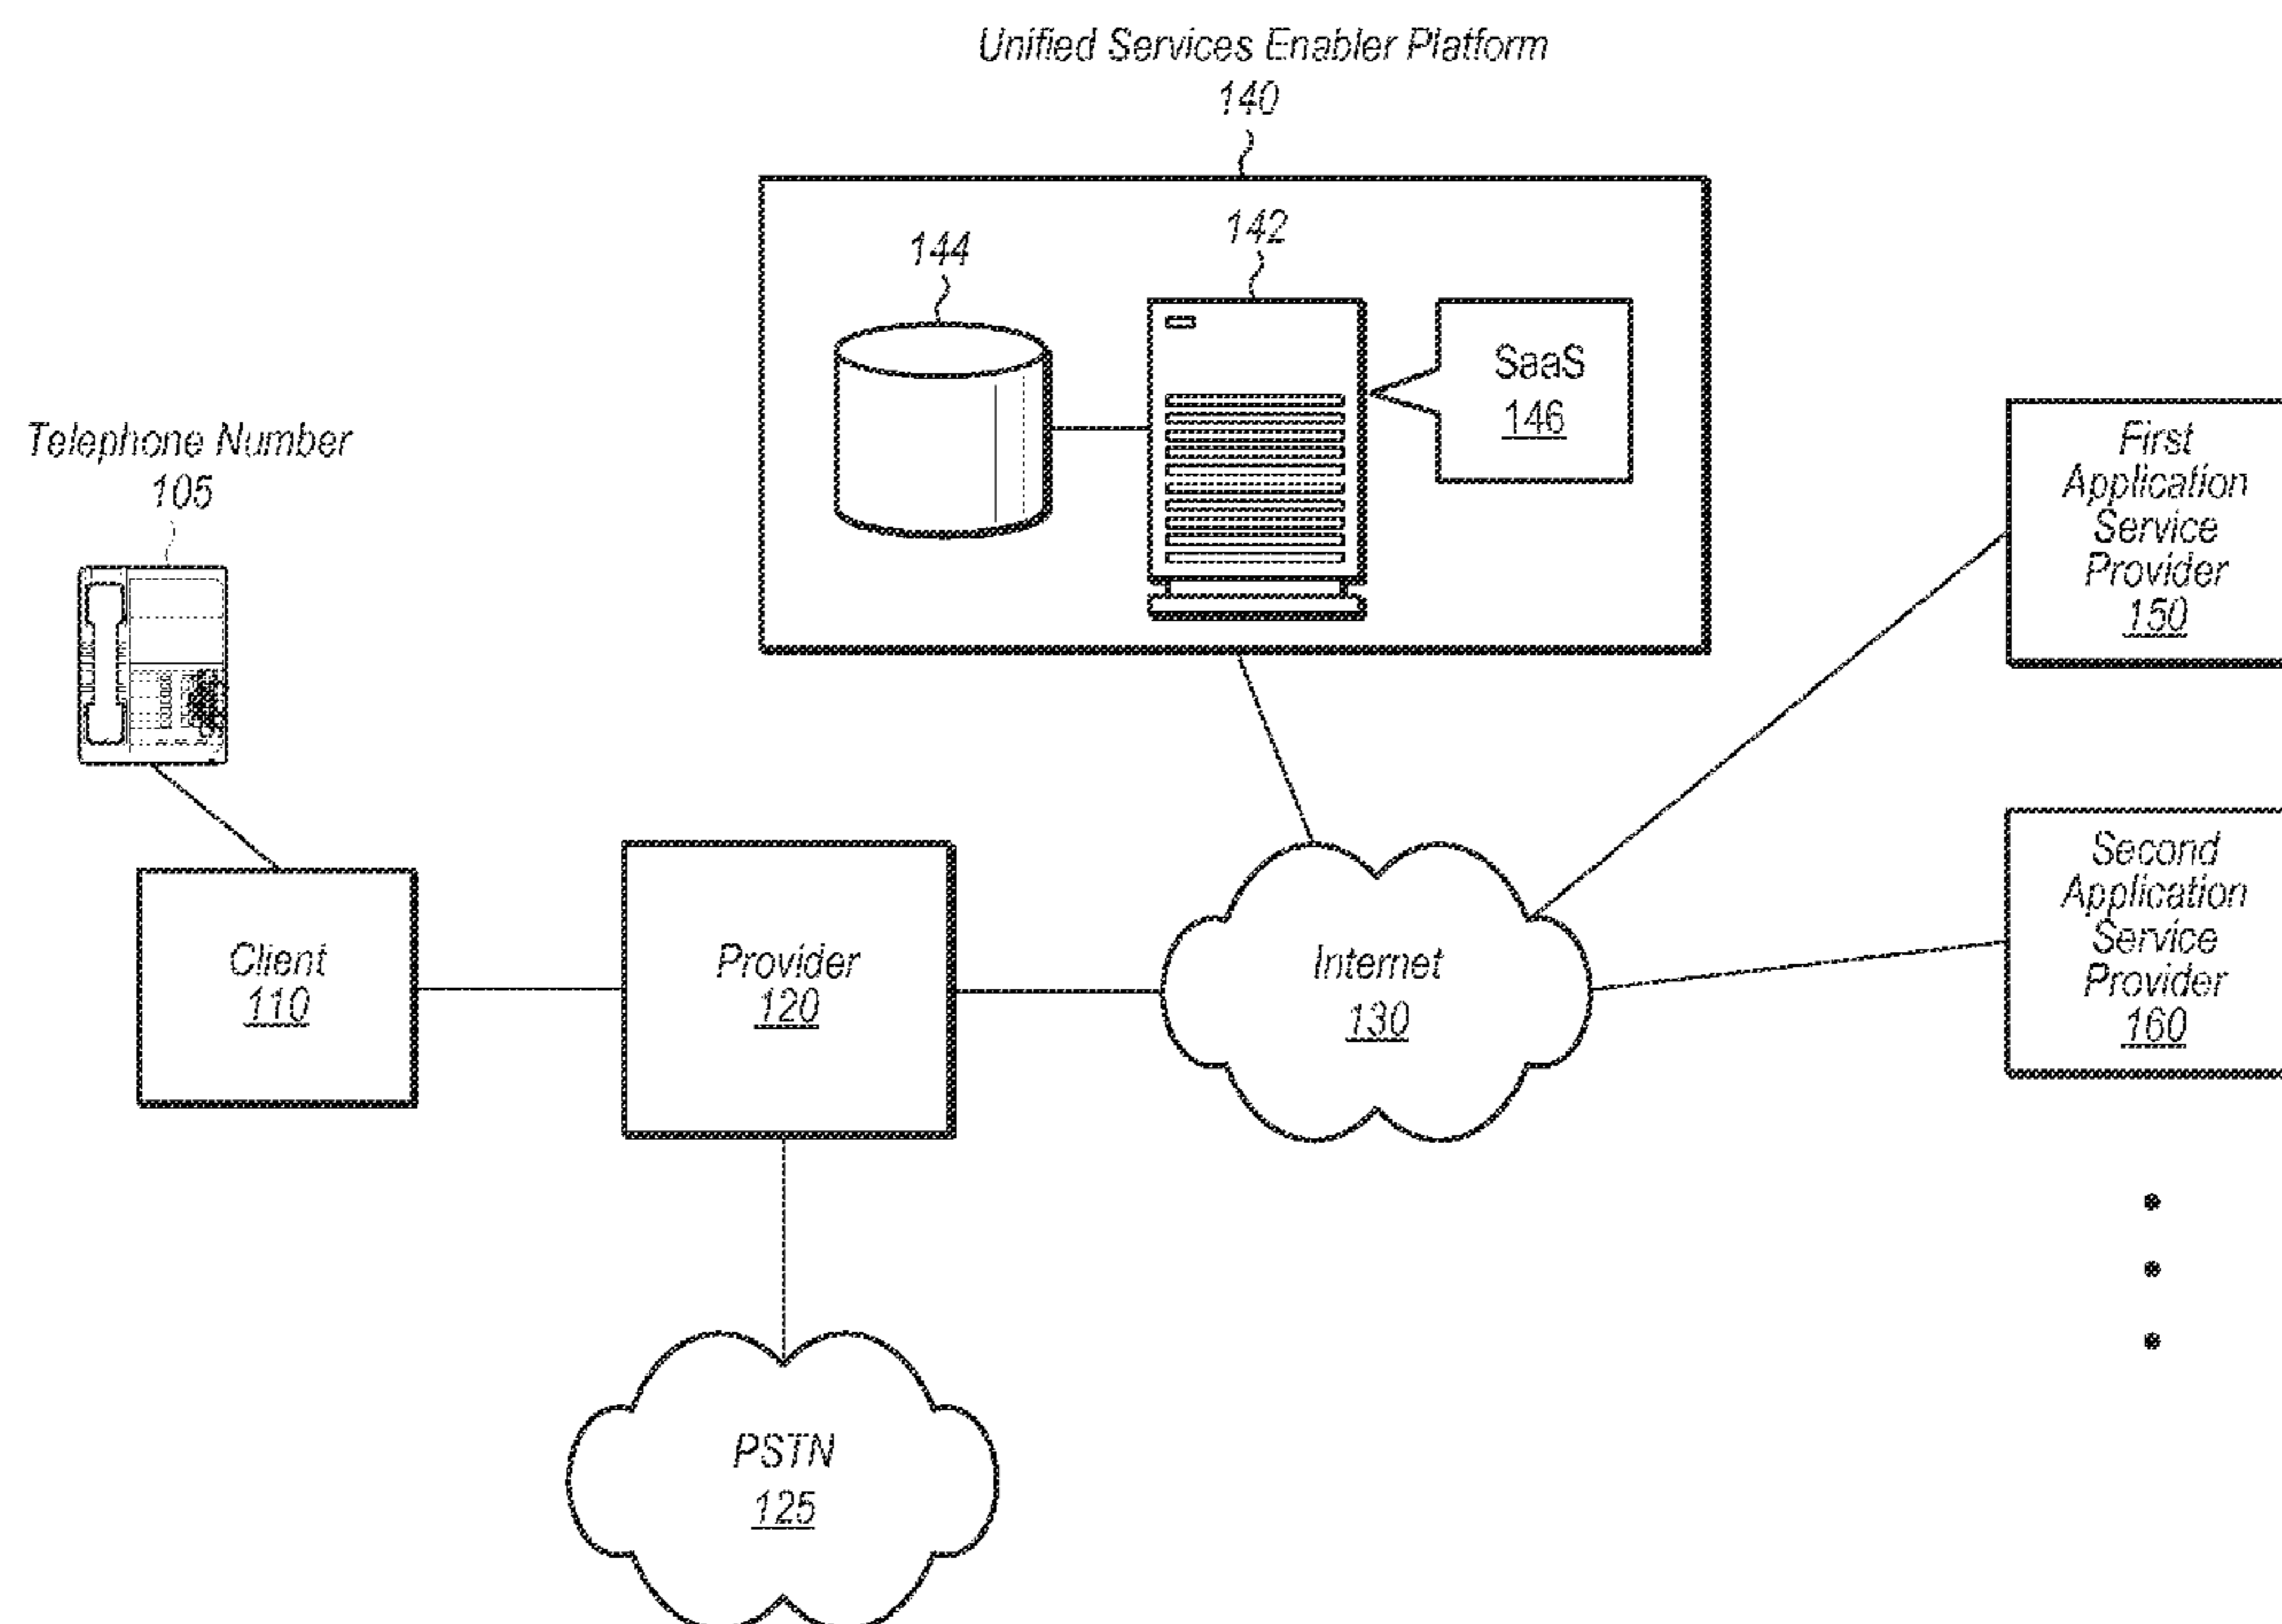 Unified Services Enabler Platform
140
144
142
SaaS
146
Telephone Number
105
First
Application
Service
Provider
150
Second
Application
Service
Provider
160
Client
110
Provider
120
Internet
130
PSTN
125